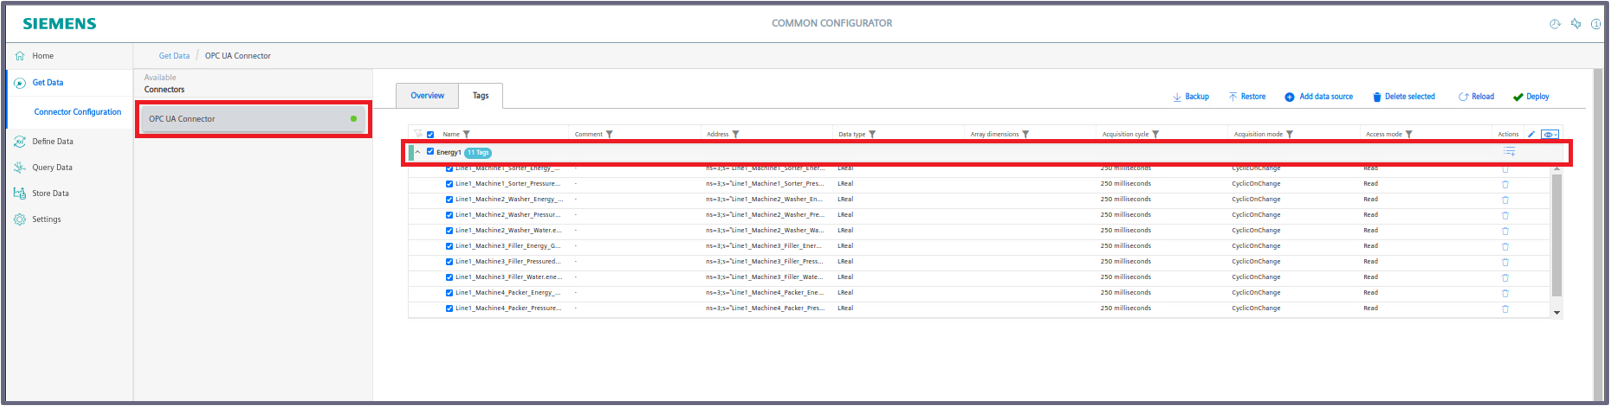 SIEMENS
COMMON CONFIGURATOR
Home
Get Data
Connector Configuration
Define Data
Query Data
Store Data
Settings
Get Data / OPC UA Connector
Available
Connectors
OPC UA Connector
Overview
Tags
Backup
Restore
Add data source
Delete selected
Reload
Deploy
Name Comment Address Data type Array dimensions Acquisition cycle Acquisition mode Access mode Actions
Energy1 11 Tags
Line1_Machine1_Sorter_Energy_... - ns=3;s="Line1_Machine1_Sorter_Ener... LReal 250 milliseconds CyclicOnChange Read
Line1_Machine1_Sorter_Pressure... - ns=3;s="Line1_Machine1_Sorter_Pres... LReal 250 milliseconds CyclicOnChange Read
Line1_Machine2_Washer_Energy_... - ns=3;s="Line1_Machine2_Washer_En... LReal 250 milliseconds CyclicOnChange Read
Line1_Machine2_Washer_Pressur... - ns=3;s="Line1_Machine2_Washer_Pre... LReal 250 milliseconds CyclicOnChange Read
Line1_Machine2_Washer_Water.e... - ns=3;s="Line1_Machine2_Washer_Wa... LReal 250 milliseconds CyclicOnChange Read
Line1_Machine3_Filler_Energy_G... - ns=3;s="Line1_Machine3_Filler_Ener... LReal 250 milliseconds CyclicOnChange Read
Line1_Machine3_Filler_Pressured... - ns=3;s="Line1_Machine3_Filler_Press... LReal 250 milliseconds CyclicOnChange Read
Line1_Machine3_Filler_Water.ene... - ns=3;s="Line1_Machine3_Filler_Wate... LReal 250 milliseconds CyclicOnChange Read
Line1_Machine4_Packer_Energy_... - ns=3;s="Line1_Machine4_Packer_Ene... LReal 250 milliseconds CyclicOnChange Read
Line1_Machine4_Packer_Pressure... - ns=3;s="Line1_Machine4_Packer_Pres... LReal 250 milliseconds CyclicOnChange Read